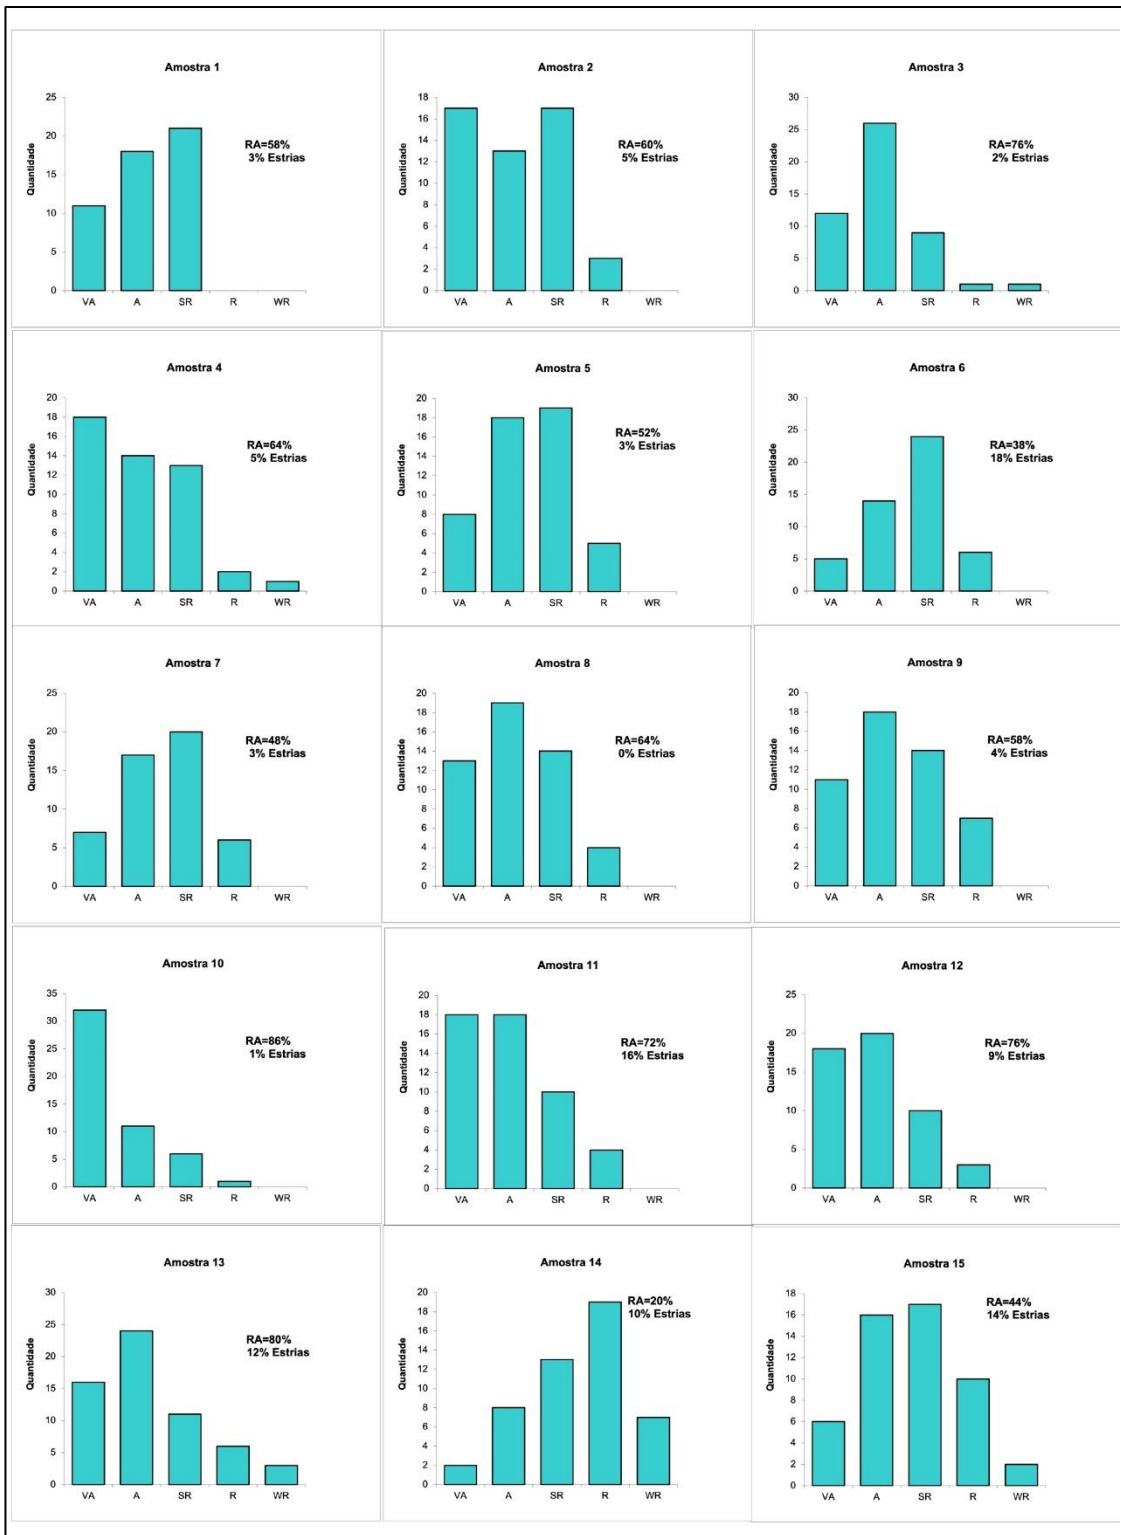 Amostra 1
25
20
15
10
5
0
Quantidade
RA=58%
3% Estrias
VA A SR R WR
Amostra 2
18
16
14
12
10
8
6
4
2
0
Quantidade
RA=60%
5% Estrias
VA A SR R WR
Amostra 3
30
25
20
15
10
5
0
Quantidade
RA=76%
2% Estrias
VA A SR R WR
Amostra 4
20
18
16
14
12
10
8
6
4
2
0
Quantidade
RA=64%
5% Estrias
VA A SR R WR
Amostra 5
20
18
16
14
12
10
8
6
4
2
0
Quantidade
RA=52%
3% Estrias
VA A SR R WR
Amostra 6
30
25
20
15
10
5
0
Quantidade
RA=38%
18% Estrias
VA A SR R WR
Amostra 7
25
20
15
10
5
0
Quantidade
RA=48%
3% Estrias
VA A SR R WR
Amostra 8
20
18
16
14
12
10
8
6
4
2
0
Quantidade
RA=64%
0% Estrias
VA A SR R WR
Amostra 9
20
18
16
14
12
10
8
6
4
2
0
Quantidade
RA=58%
4% Estrias
VA A SR R WR
Amostra 10
35
30
25
20
15
10
5
0
Quantidade
RA=86%
1% Estrias
VA A SR R WR
Amostra 11
20
18
16
14
12
10
8
6
4
2
0
Quantidade
RA=72%
16% Estrias
VA A SR R WR
Amostra 12
25
20
15
10
5
0
Quantidade
RA=76%
9% Estrias
VA A SR R WR
Amostra 13
30
25
20
15
10
5
0
Quantidade
RA=80%
12% Estrias
VA A SR R WR
Amostra 14
20
18
16
14
12
10
8
6
4
2
0
Quantidade
RA=20%
10% Estrias
VA A SR R WR
Amostra 15
18
16
14
12
10
8
6
4
2
0
Quantidade
RA=44%
14% Estrias
VA A SR R WR